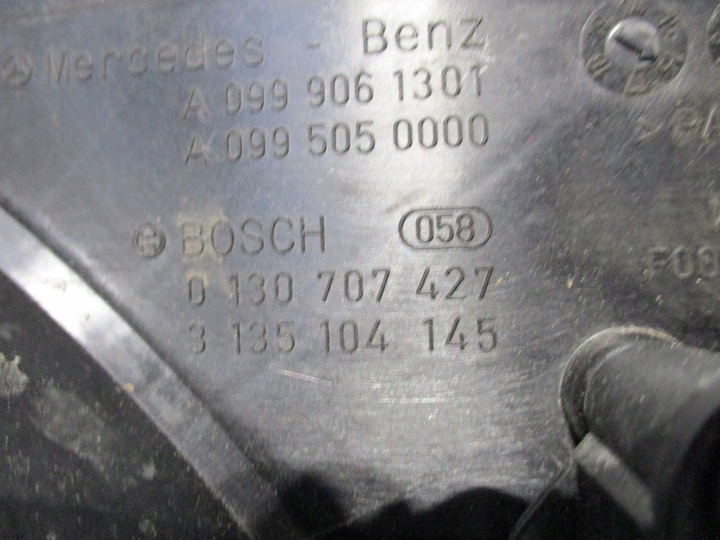 Mercedes - Benz
A 099 906 1301
A 099 505 0000
BOSCH 058
0 130 707 427
3 135 104 145